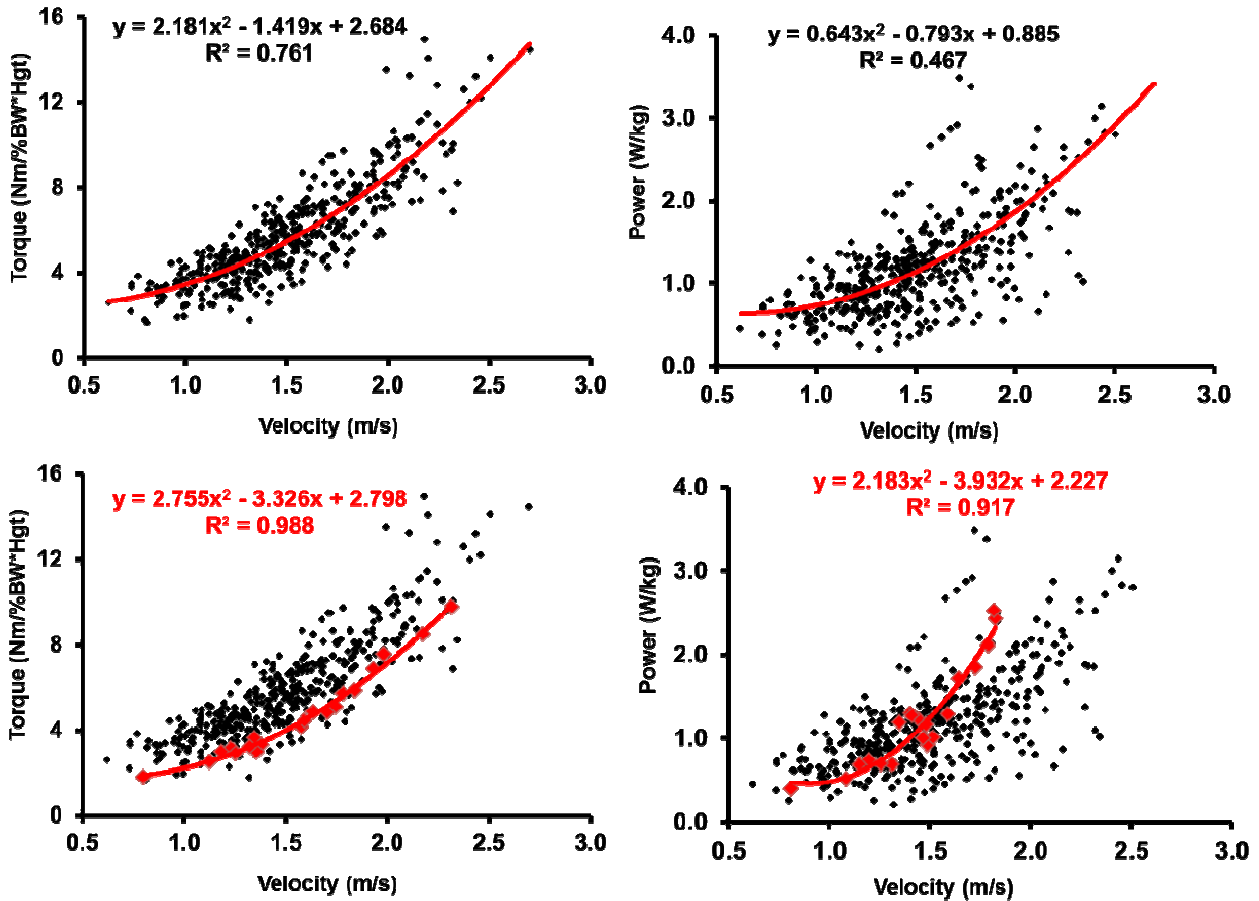 y = 2.181x² - 1.419x + 2.684
R² = 0.761
Torque (Nm/%BW*Hgt)
16
12
8
4
0
0.5 1.0 1.5 2.0 2.5 3.0
Velocity (m/s)
y = 0.643x² - 0.793x + 0.885
R² = 0.467
Power (W/kg)
4.0
3.0
2.0
1.0
0.0
0.5 1.0 1.5 2.0 2.5 3.0
Velocity (m/s)
y = 2.755x² - 3.326x + 2.798
R² = 0.988
Torque (Nm/%BW*Hgt)
16
12
8
4
0
0.5 1.0 1.5 2.0 2.5 3.0
Velocity (m/s)
y = 2.183x² - 3.932x + 2.227
R² = 0.917
Power (W/kg)
4.0
3.0
2.0
1.0
0.0
0.5 1.0 1.5 2.0 2.5 3.0
Velocity (m/s)